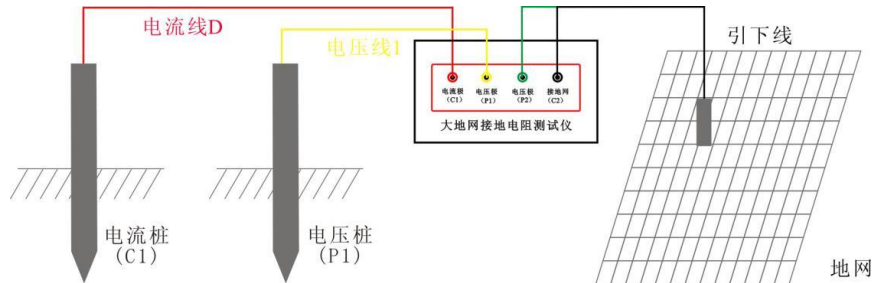 电流线D
电压线1
引下线
电流极 电压极 电压极 接地网
(C1) (P1) (P2) (C2)
大地网接地电阻测试仪
电流桩
(C1)
电压桩
(P1)
地网